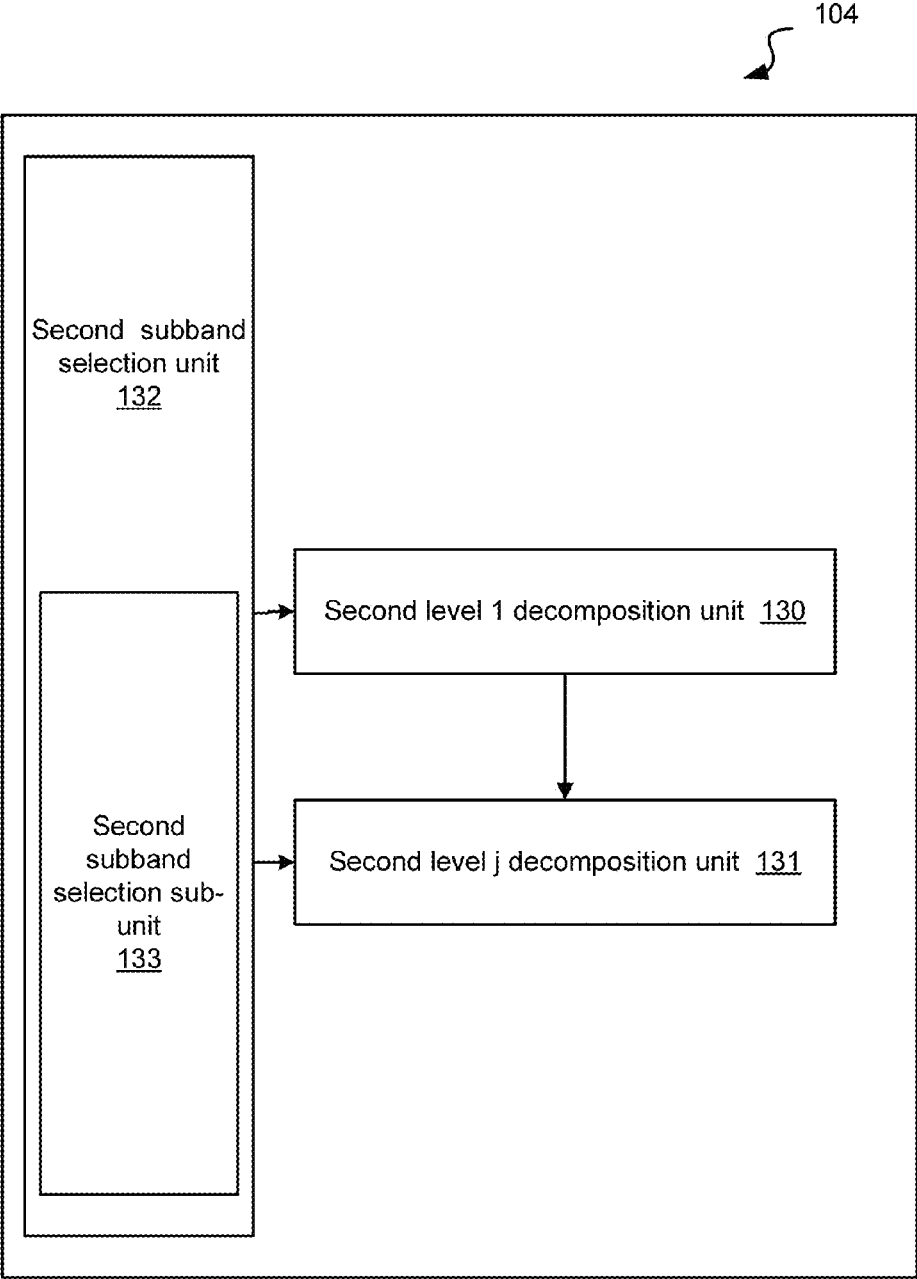 104
Second subband
selection unit
132
Second level 1 decomposition unit 130
Second
subband
selection sub-
unit
133
Second level j decomposition unit 131